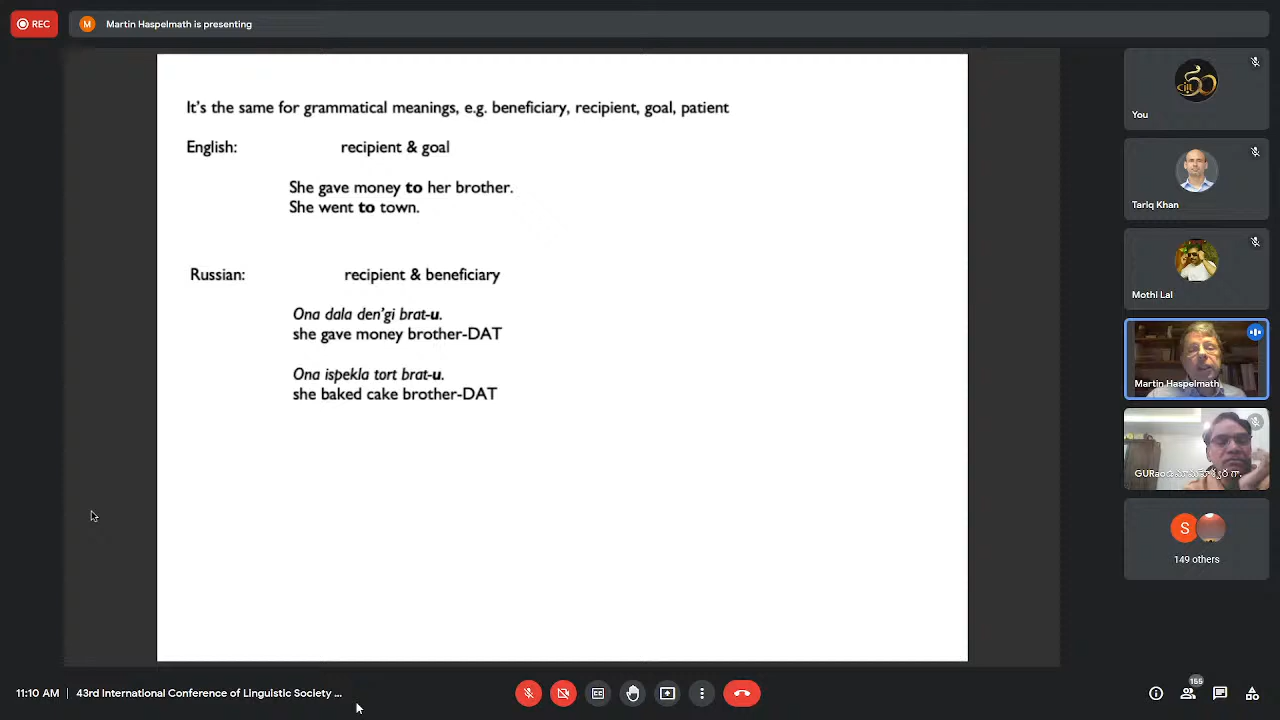 REC
M
Martin Haspelmath is presenting
It's the same for grammatical meanings, e.g. beneficiary, recipient, goal, patient
English: recipient & goal
She gave money to her brother.
She went to town.
Russian: recipient & beneficiary
Ona dala den'gi brat-u.
she gave money brother-DAT
Ona ispekla tort brat-u.
she baked cake brother-DAT
You
Tariq Khan
Mothi Lal
Martin Haspelmath
GURao
S
149 others
11:10 AM | 43rd International Conference of Linguistic Society ...
155